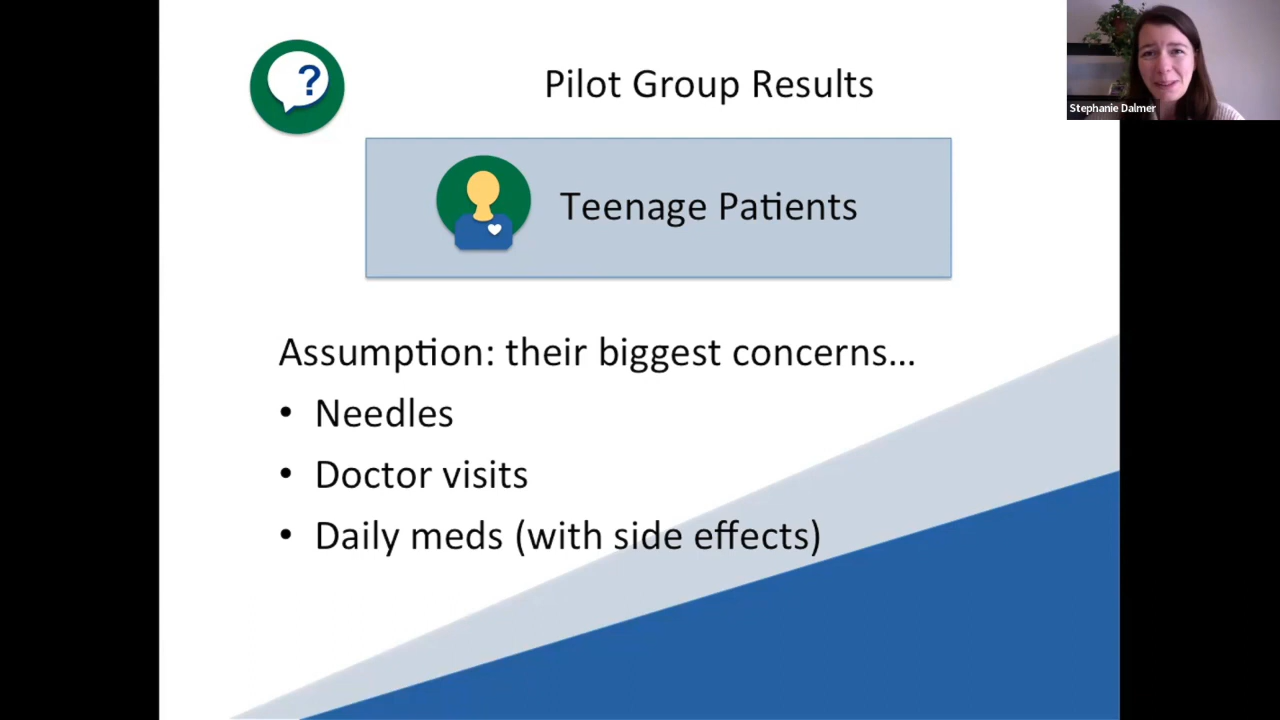 ?
Pilot Group Results
Stephanie Dalmer
Teenage Patients
Assumption: their biggest concerns...
• Needles
• Doctor visits
• Daily meds (with side effects)